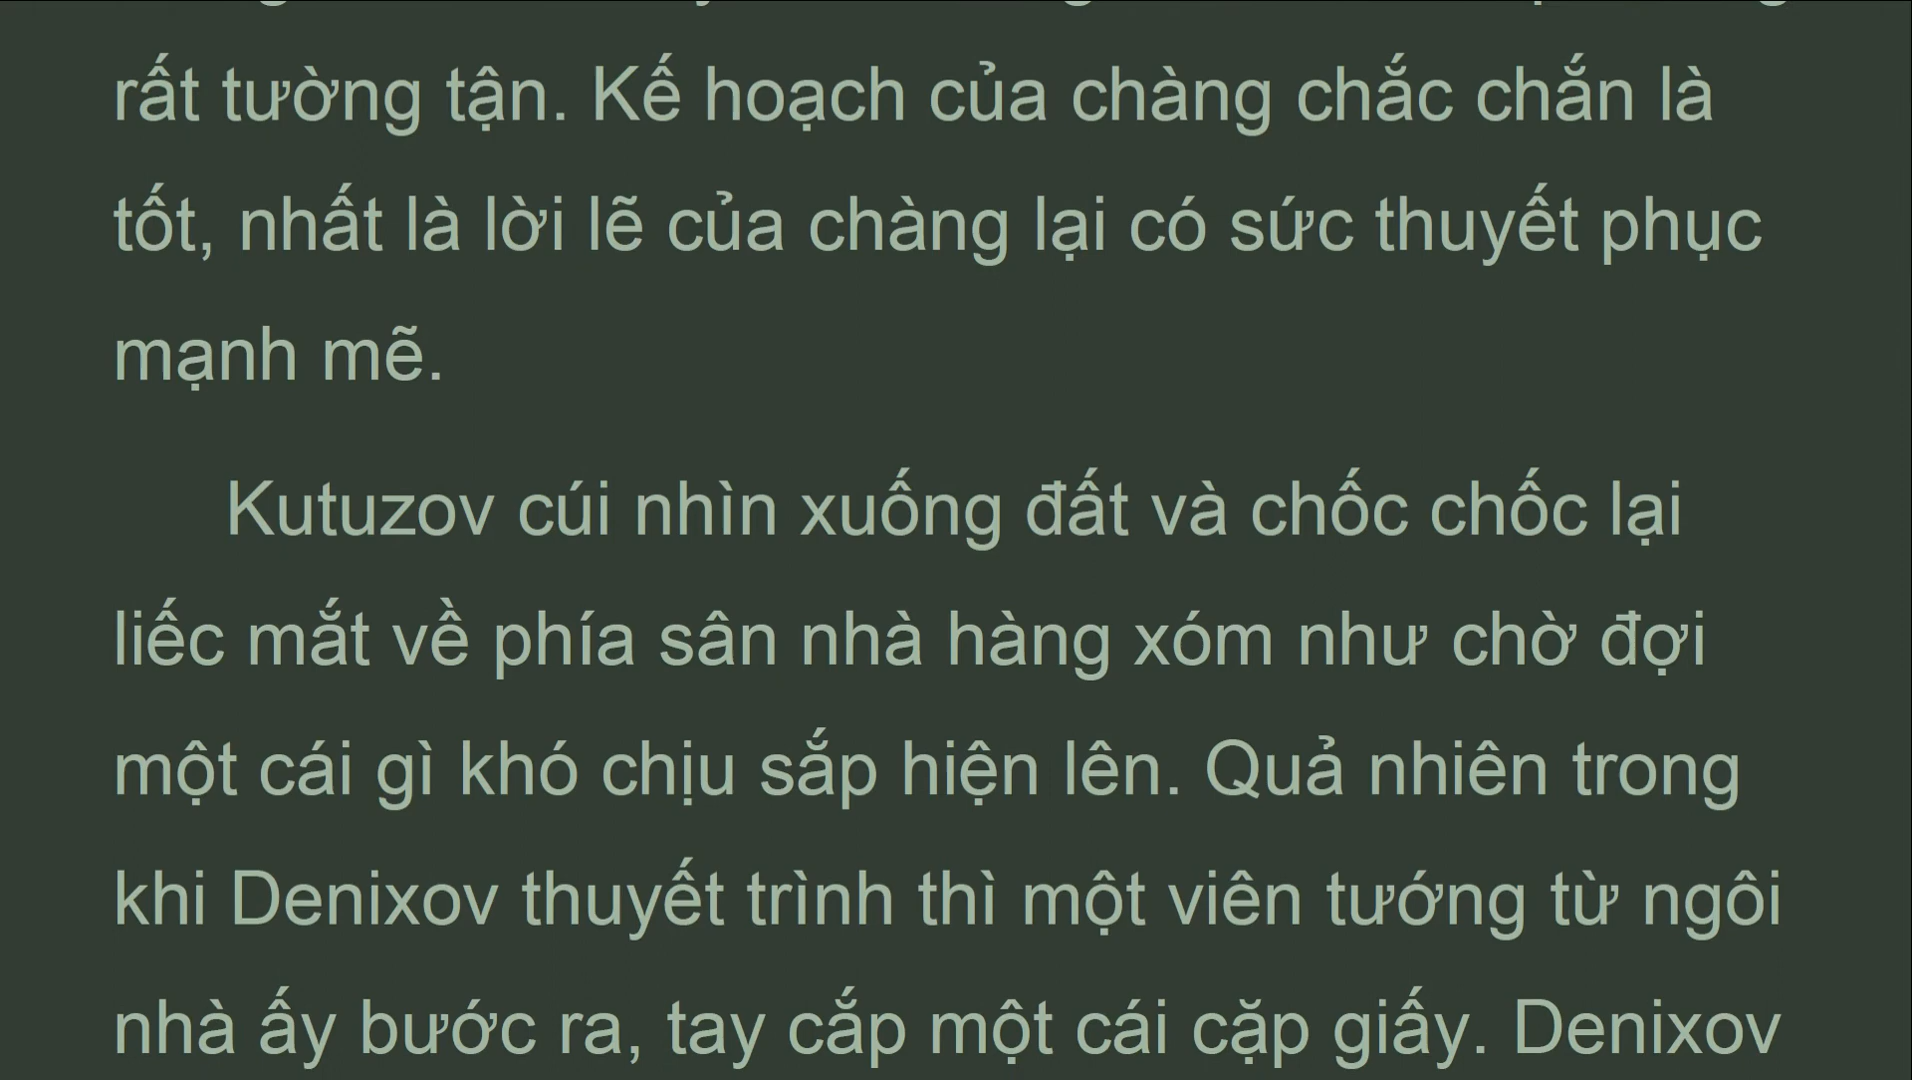 rất tường tận. Kế hoạch của chàng chắc chắn là
tốt, nhất là lời lẽ của chàng lại có sức thuyết phục
mạnh mẽ.
Kutuzov cúi nhìn xuống đất và chốc chốc lại
liếc mắt về phía sân nhà hàng xóm như chờ đợi
một cái gì khó chịu sắp hiện lên. Quả nhiên trong
khi Denixov thuyết trình thì một viên tướng từ ngôi
nhà ấy bước ra, tay cắp một cái cặp giấy. Denixov